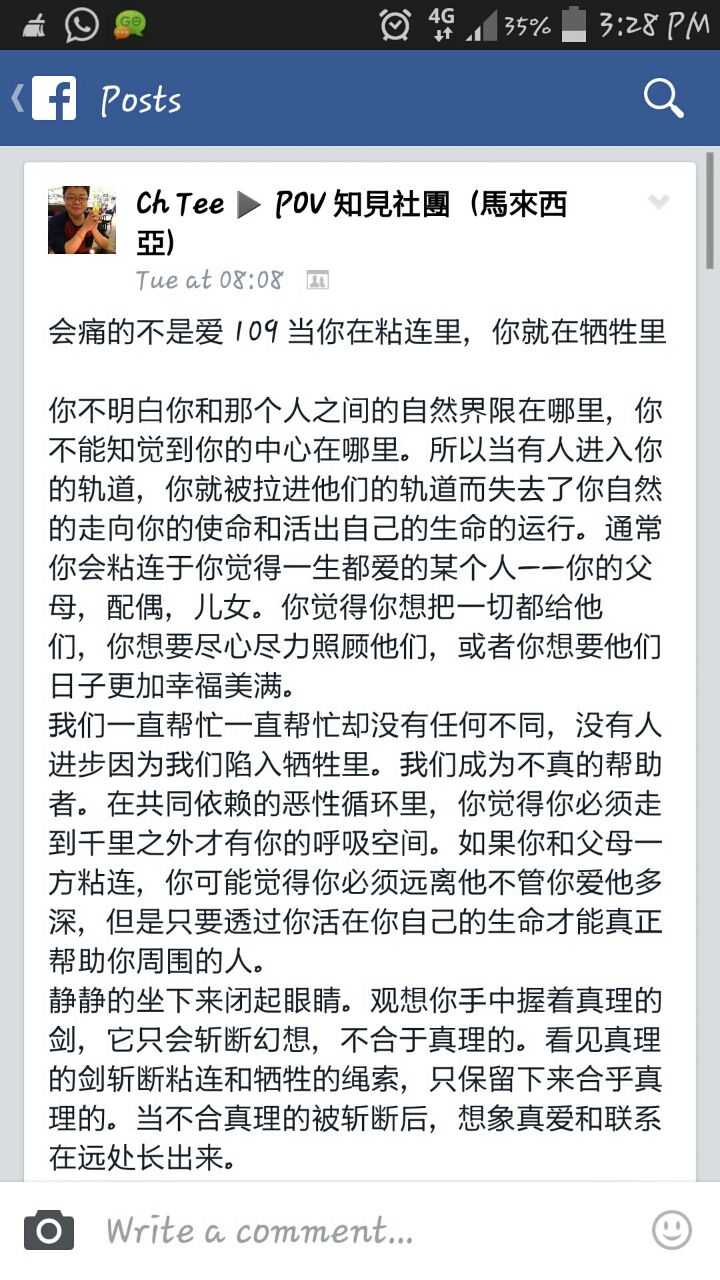 GO
4G
35%
3:28 PM
Posts
Ch Tee ▶ POV 知見社團（馬來西
亞）
Tue at 08:08
会痛的不是爱 109 当你在粘连里，你就在牺牲里
你不明白你和那个人之间的自然界限在哪里，你
不能知觉到你的中心在哪里。所以当有人进入你
的轨道，你就被拉进他们的轨道而失去了你自然
的走向你的使命和活出自己的生命的运行。通常
你会粘连于你觉得一生都爱的某个人——你的父
母，配偶，儿女。你觉得你想把一切都给他
们，你想要尽心尽力照顾他们，或者你想要他们
日子更加幸福美满。
我们一直帮忙一直帮忙却没有任何不同，没有人
进步因为我们陷入牺牲里。我们成为不真的帮助
者。在共同依赖的恶性循环里，你觉得你必须走
到千里之外才有你的呼吸空间。如果你和父母一
方粘连，你可能觉得你必须远离他不管你爱他多
深，但是只要透过你活在你自己的生命才能真正
帮助你周围的人。
静静的坐下来闭起眼睛。观想你手中握着真理的
剑，它只会斩断幻想，不合于真理的。看见真理
的剑斩断粘连和牺牲的绳索，只保留下来合乎真
理的。当不合真理的被斩断后，想象真爱和联系
在远处长出来。
Write a comment...